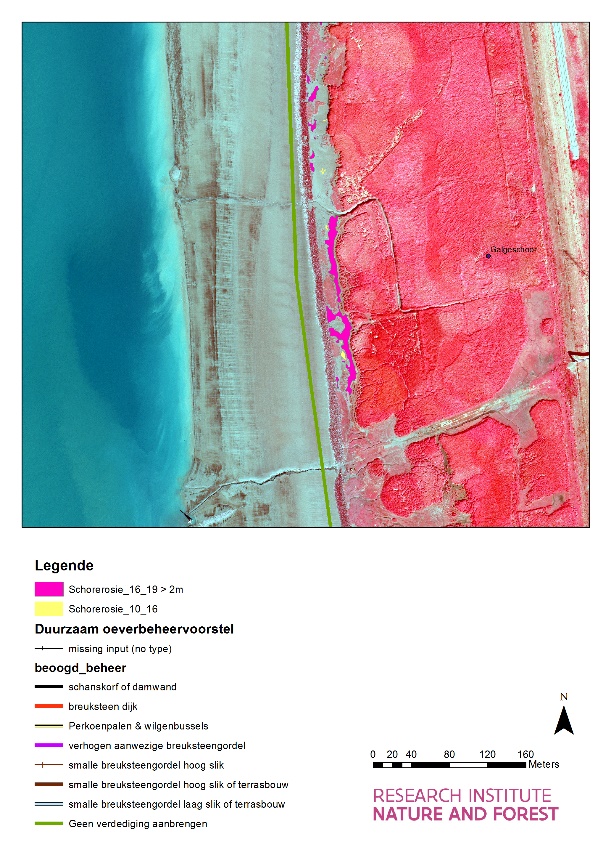 Galgeschoor
Legende
Schorerosie_16_19 > 2m
Schorerosie_10_16
Duurzaam oeverbeheervoorstel
missing input (no type)
beoogd_beheer
schanskorf of damwand
breuksteen dijk
Perkoenpalen & wilgenbussels
verhogen aanwezige breuksteengordel
smalle breuksteengordel hoog slik
smalle breuksteengordel hoog slik of terrasbouw
smalle breuksteengordel laag slik of terrasbouw
Geen verdediging aanbrengen
N
0 20 40 80 120 160
Meters
RESEARCH INSTITUTE
NATURE AND FOREST